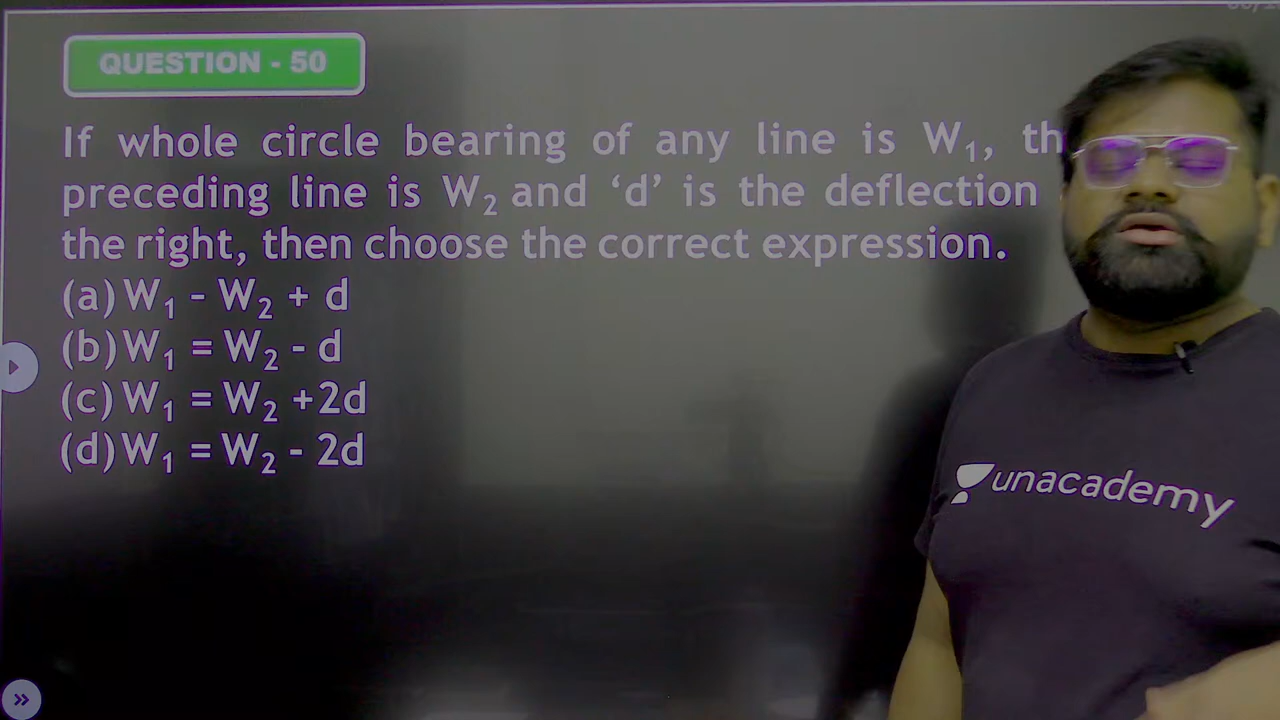 QUESTION - 50
If whole circle bearing of any line is W₁,
preceding line is W₂ and ‘d’ is the deflection
the right, then choose the correct expression.
(a) W₁ - W₂ + d
(b) W₁ = W₂ - d
(c) W₁ = W₂ +2d
(d) W₁ = W₂ - 2d
unacademy